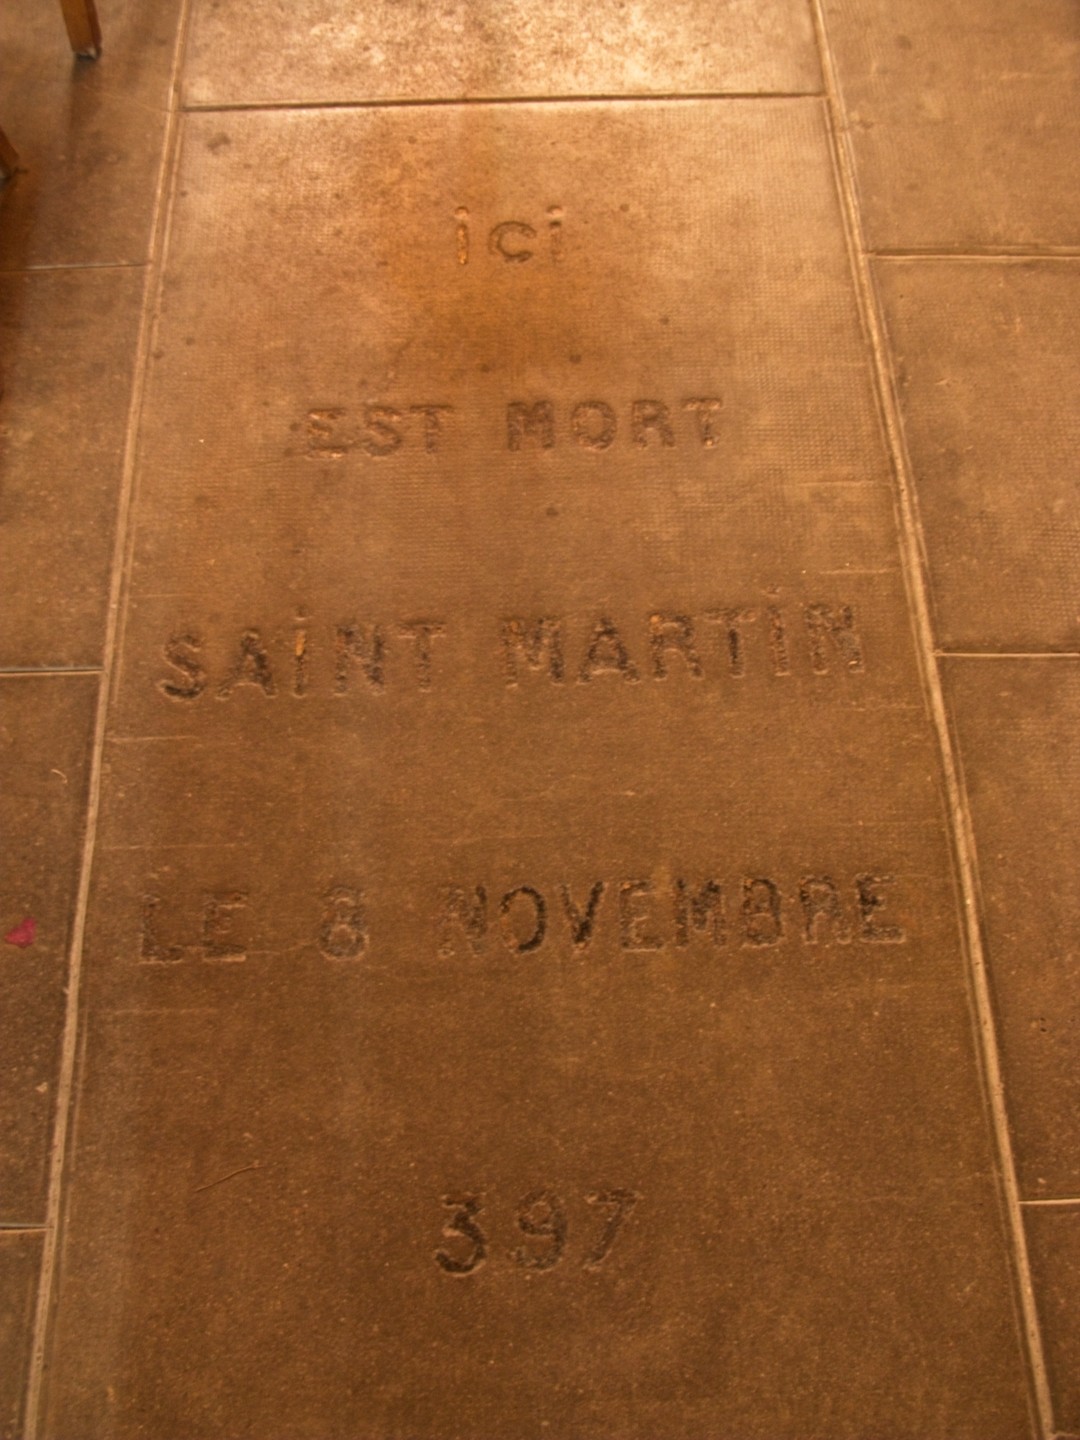 ici
EST MORT
SAiNT MARTiN
LE 8 NOVEMBRE
397